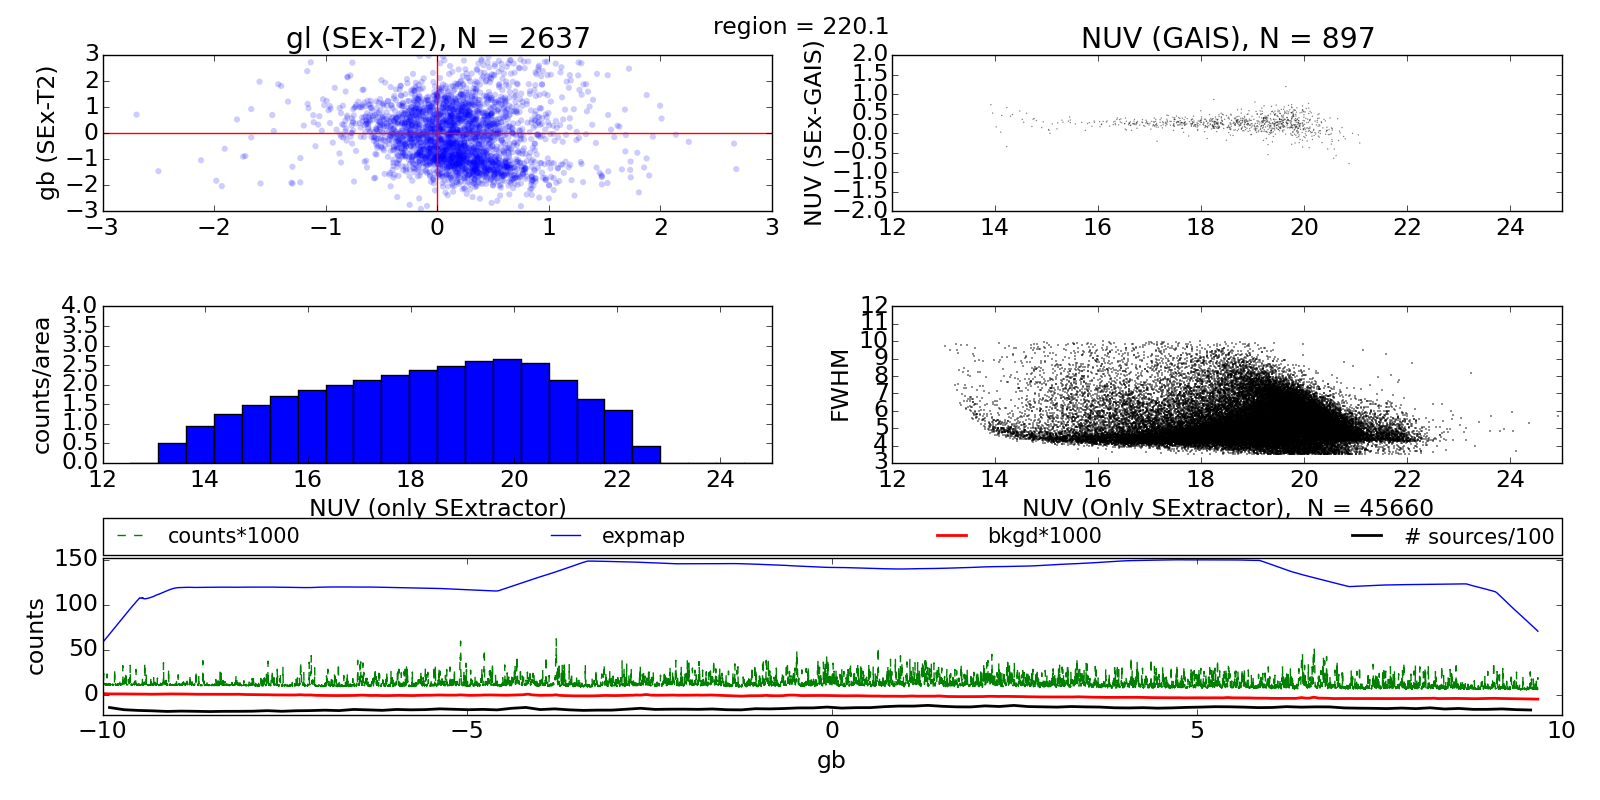 region = 220.1
gl (SEx-T2), N = 2637
gb (SEx-T2)
3
2
1
0
−1
−2
−3
−3 −2 −1 0 1 2 3
NUV (GAIS), N = 897
NUV (SEx-GAIS)
2.0
1.5
1.0
0.5
0.0
−0.5
−1.0
−1.5
−2.0
12 14 16 18 20 22 24
counts/area
4.0
3.5
3.0
2.5
2.0
1.5
1.0
0.5
0.0
12 14 16 18 20 22 24
NUV (only SExtractor)
FWHM
12
11
10
9
8
7
6
5
4
3
12 14 16 18 20 22 24
NUV (Only SExtractor), N = 45660
counts*1000 expmap bkgd*1000 # sources/100
counts
150
100
50
0
−10 −5 0 5 10
gb